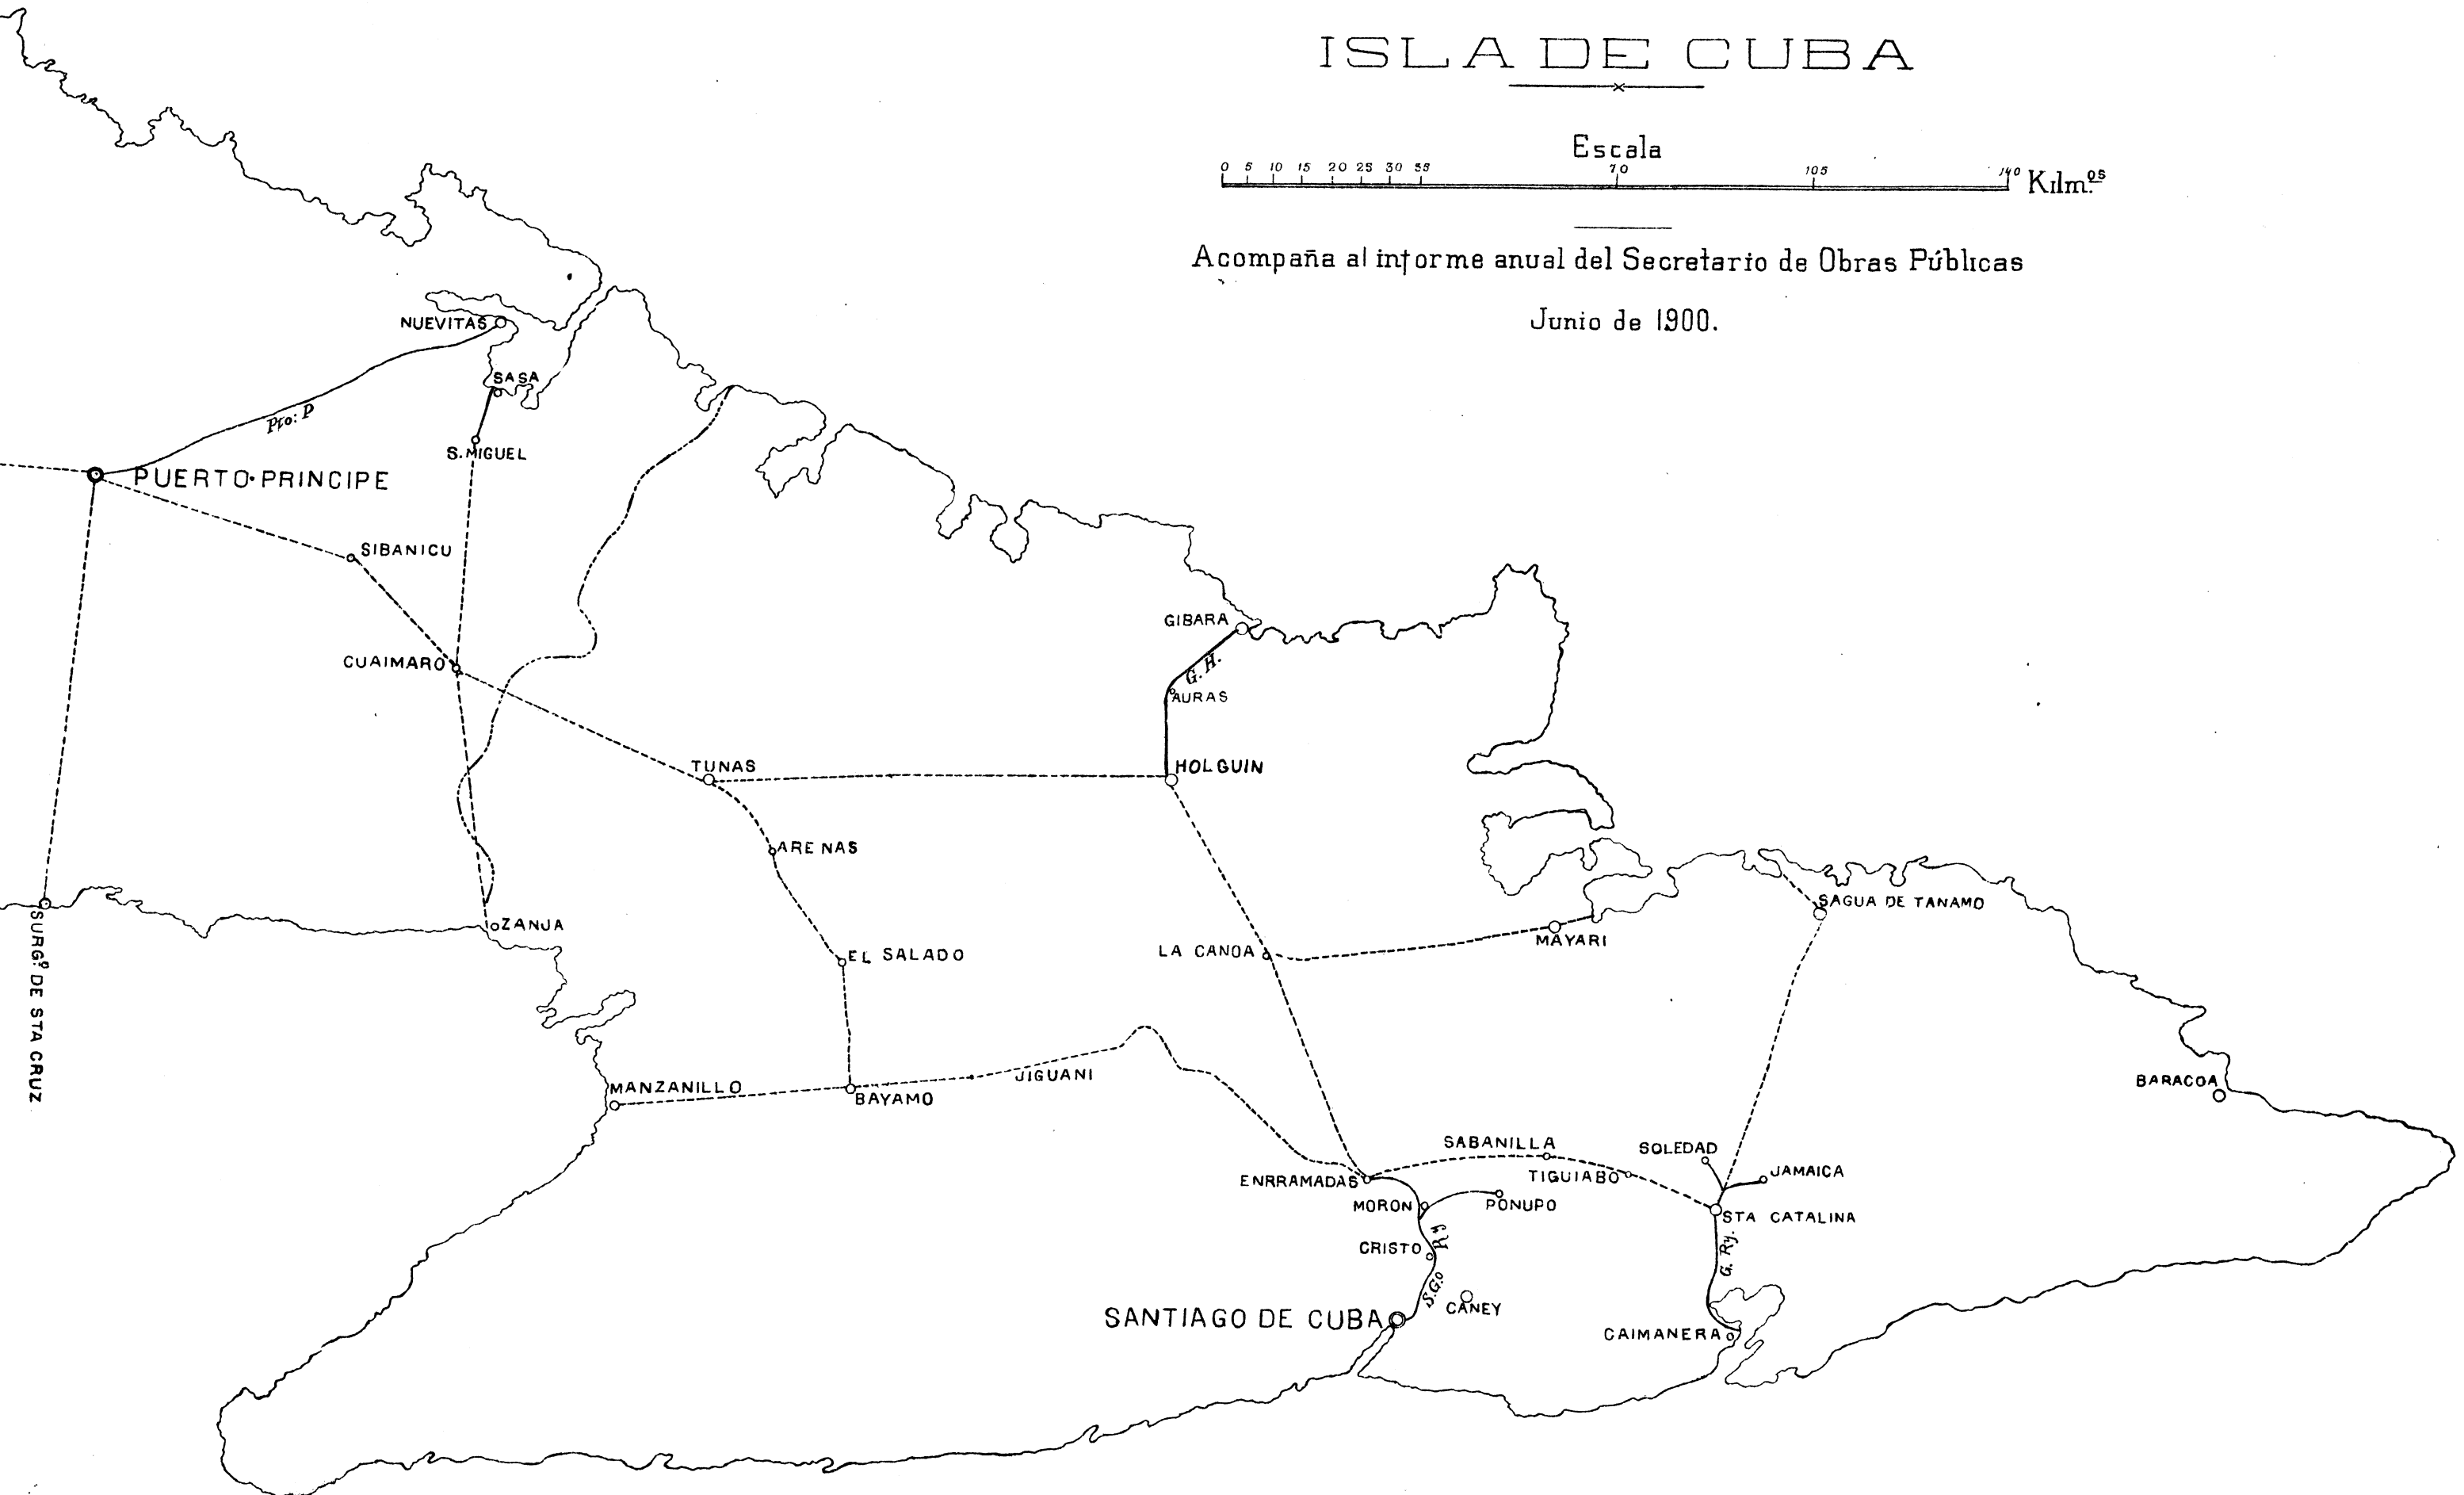 ISLA DE CUBA
Escala
0 5 10 15 20 25 30 35 70 105 140 Kilm.os
Acompaña al informe anual del Secretario de Obras Públicas
Junio de 1900.
NUEVITAS
SASA
Pto: P
S. MIGUEL
PUERTO-PRINCIPE
SIBANICU
GIBARA
CUAIMARO
G. H.
AURAS
TUNAS
HOLGUIN
ARENAS
SAGUA DE TANAMO
SURG.o DE STA CRUZ
ZANJA
MAYARI
LA CANOA
EL SALADO
JIGUANI
BARACOA
MANZANILLO
BAYAMO
SABANILLA
SOLEDAD
JAMAICA
ENRRAMADAS
TIGUIABO
MORON
PONUPO
STA CATALINA
CRISTO
S.Go Ry
G. Ry.
CANEY
SANTIAGO DE CUBA
CAIMANERA